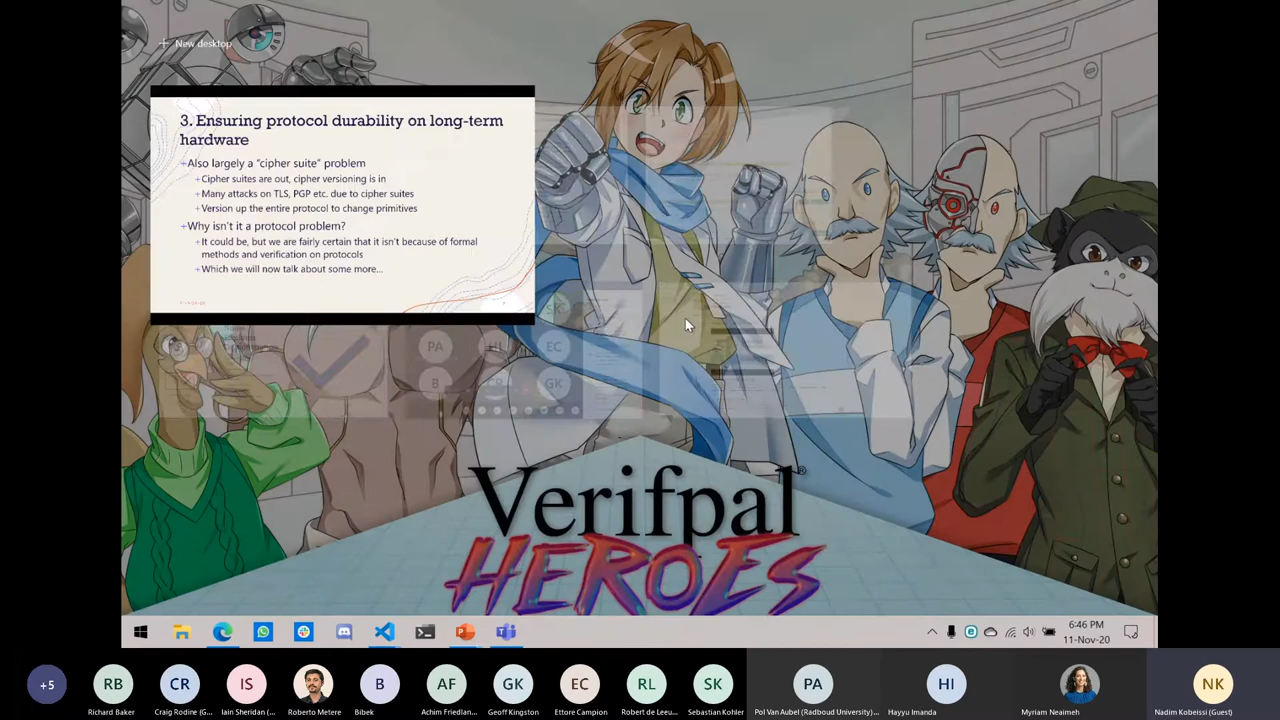 New desktop
3. Ensuring protocol durability on long-term
hardware
Also largely a “cipher suite” problem
Cipher suites are out, cipher versioning is in
Many attacks on TLS, PGP etc. due to cipher suites
Version up the entire protocol to change primitives
Why isn’t it a protocol problem?
It could be, but we are fairly certain that it isn’t because of formal
methods and verification on protocols
Which we will now talk about some more...
SK
PA HI EC
B CR GK
Verifpal®
HEROES
6:46 PM
11-Nov-20
+5 RB CR IS B AF GK EC RL SK PA HI NK
Richard Baker Craig Rodine (G... Iain Sheridan (... Roberto Metere Bibek Achim Friedlan... Geoff Kingston Ettore Campion Robert de Leeu... Sebastian Kohler Pol Van Aubel (Radboud University)... Hayyu Imanda Myriam Neaimeh Nadim Kobeissi (Guest)